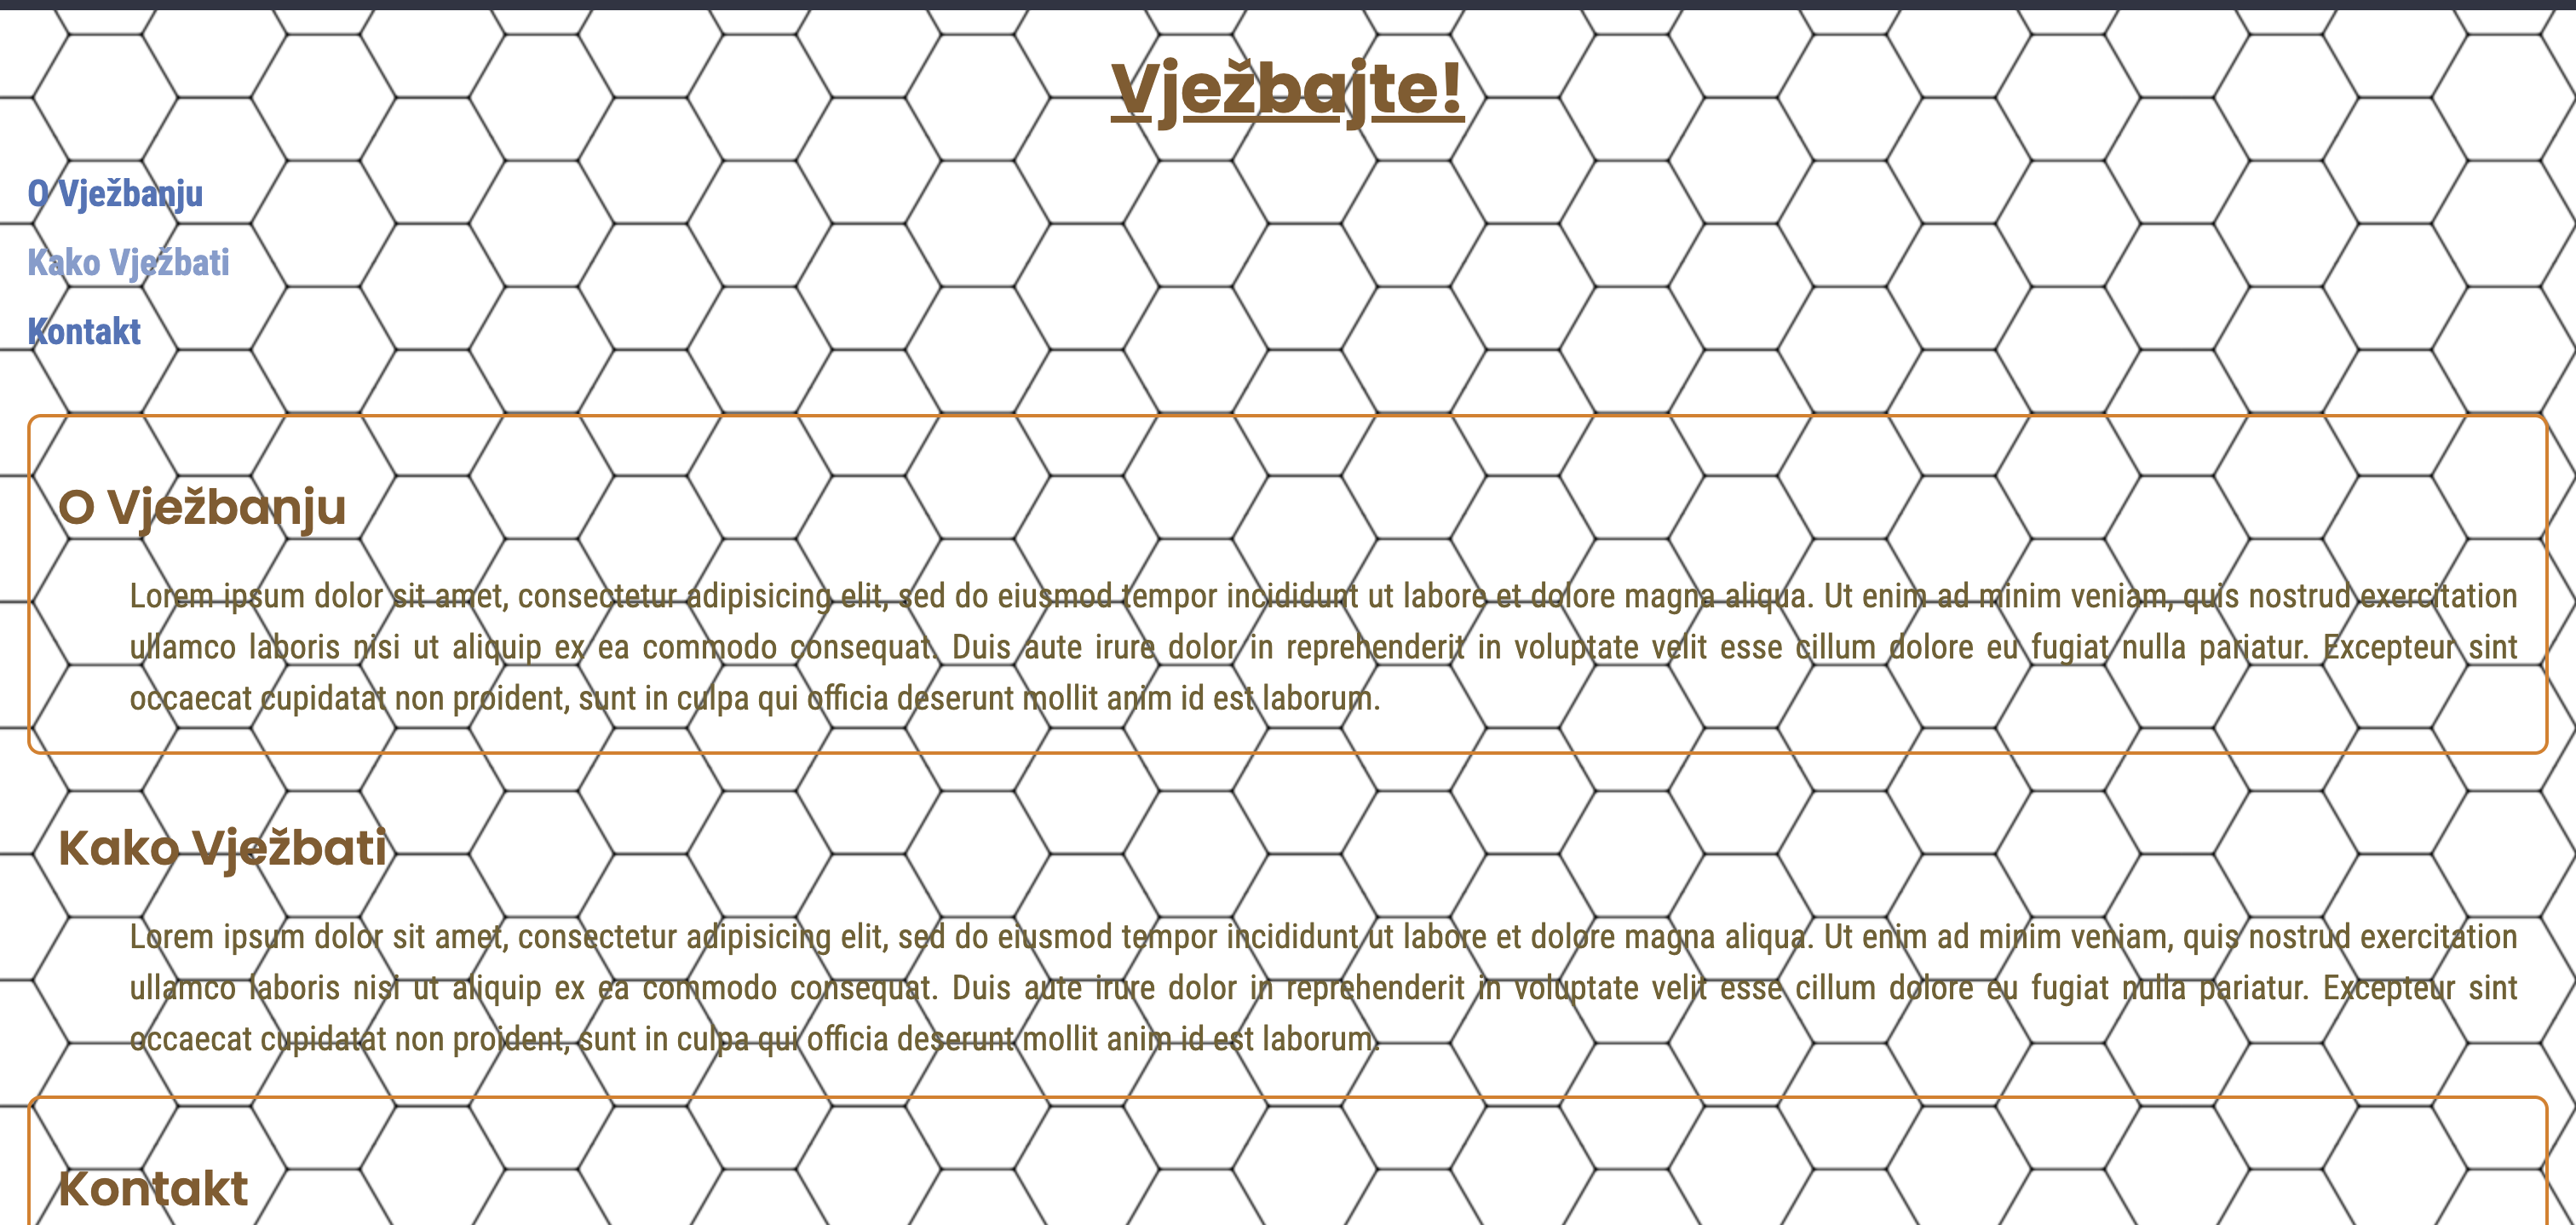 Vježbajte!
O Vježbanju
Kako Vježbati
Kontakt
O Vježbanju
Lorem ipsum dolor sit amet, consectetur adipisicing elit, sed do eiusmod tempor incididunt ut labore et dolore magna aliqua. Ut enim ad minim veniam, quis nostrud exercitation
ullamco laboris nisi ut aliquip ex ea commodo consequat. Duis aute irure dolor in reprehenderit in voluptate velit esse cillum dolore eu fugiat nulla pariatur. Excepteur sint
occaecat cupidatat non proident, sunt in culpa qui officia deserunt mollit anim id est laborum.
Kako Vježbati
Lorem ipsum dolor sit amet, consectetur adipisicing elit, sed do eiusmod tempor incididunt ut labore et dolore magna aliqua. Ut enim ad minim veniam, quis nostrud exercitation
ullamco laboris nisi ut aliquip ex ea commodo consequat. Duis aute irure dolor in reprehenderit in voluptate velit esse cillum dolore eu fugiat nulla pariatur. Excepteur sint
occaecat cupidatat non proident, sunt in culpa qui officia deserunt mollit anim id est laborum.
Kontakt